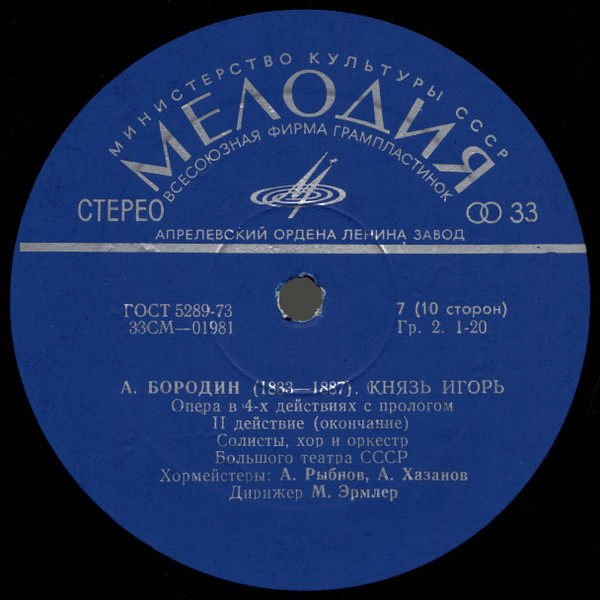 МИНИСТЕРСТВО КУЛЬТУРЫ СССР
МЕЛОДИЯ
ВСЕСОЮЗНАЯ ФИРМА ГРАМПЛАСТИНОК
СТЕРЕО
33
АПРЕЛЕВСКИЙ ОРДЕНА ЛЕНИНА ЗАВОД
ГОСТ 5289-73
33СМ—01981
7 (10 сторон)
Гр. 2. 1-20
А. БОРОДИН (1833—1887). КНЯЗЬ ИГОРЬ
Опера в 4-х действиях с прологом
II действие (окончание)
Солисты, хор и оркестр
Большого театра СССР
Хормейстеры: А. Рыбнов, А. Хазанов
Дирижер М. Эрмлер